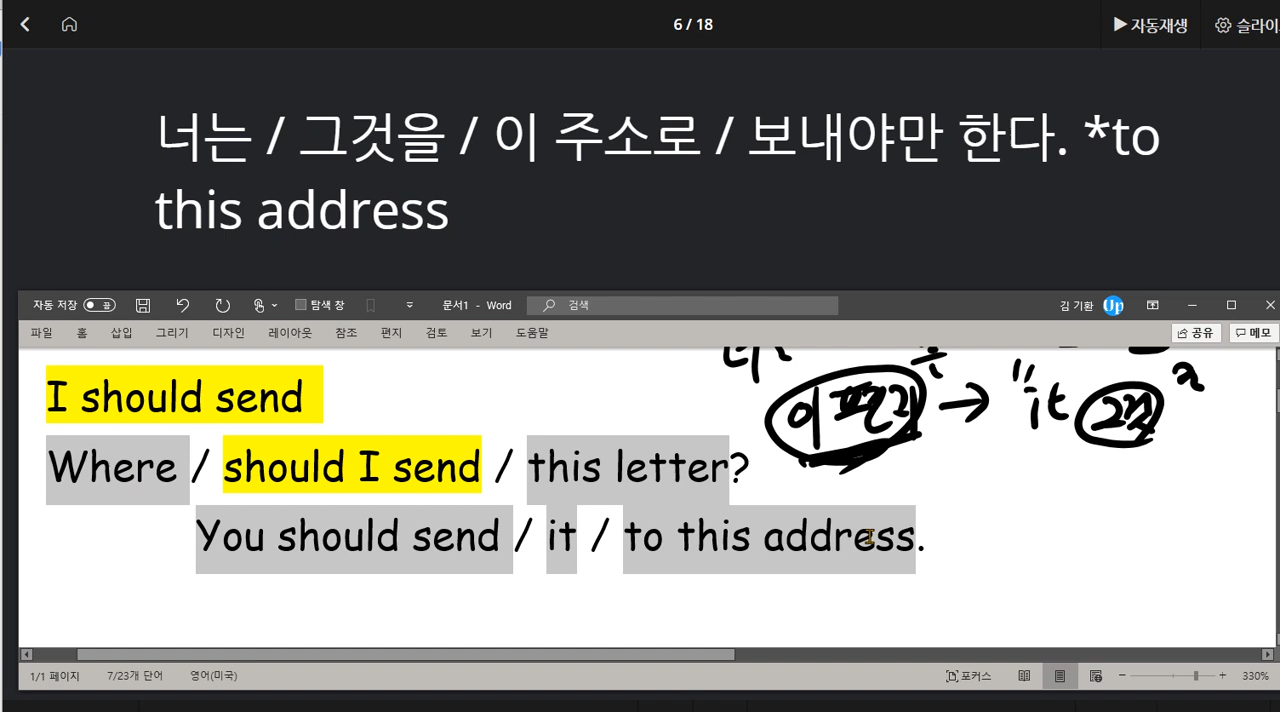 6 / 18
자동재생
슬라이
너는 / 그것을 / 이 주소로 / 보내야만 한다. *to
this address
자동 저장 끔 탐색 창 문서1 - Word 검색 김 기환 Up
파일 홈 삽입 그리기 디자인 레이아웃 참조 편지 검토 보기 도움말 공유 메모
이 편지 → "it 그것
I should send
Where / should I send / this letter?
You should send / it / to this address.
1/1 페이지 7/23개 단어 영어(미국) 포커스 330%